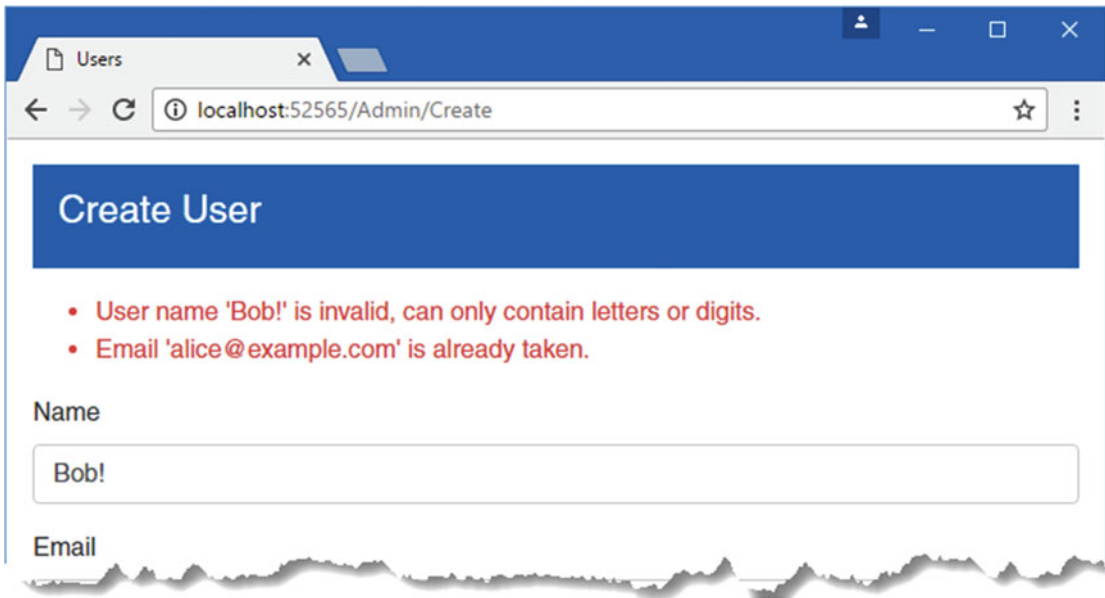 Users
localhost:52565/Admin/Create
Create User
• User name 'Bob!' is invalid, can only contain letters or digits.
• Email 'alice@example.com' is already taken.
Name
Bob!
Email